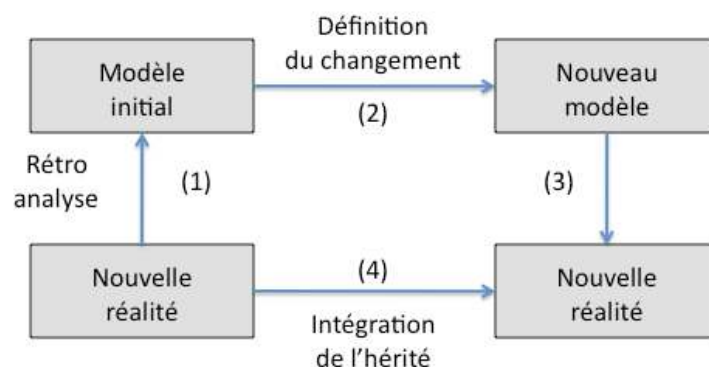 Définition
du changement
Modèle
initial
Nouveau
modèle
(2)
Rétro
analyse
(1)
(3)
Nouvelle
réalité
(4)
Nouvelle
réalité
Intégration
de l'hérité